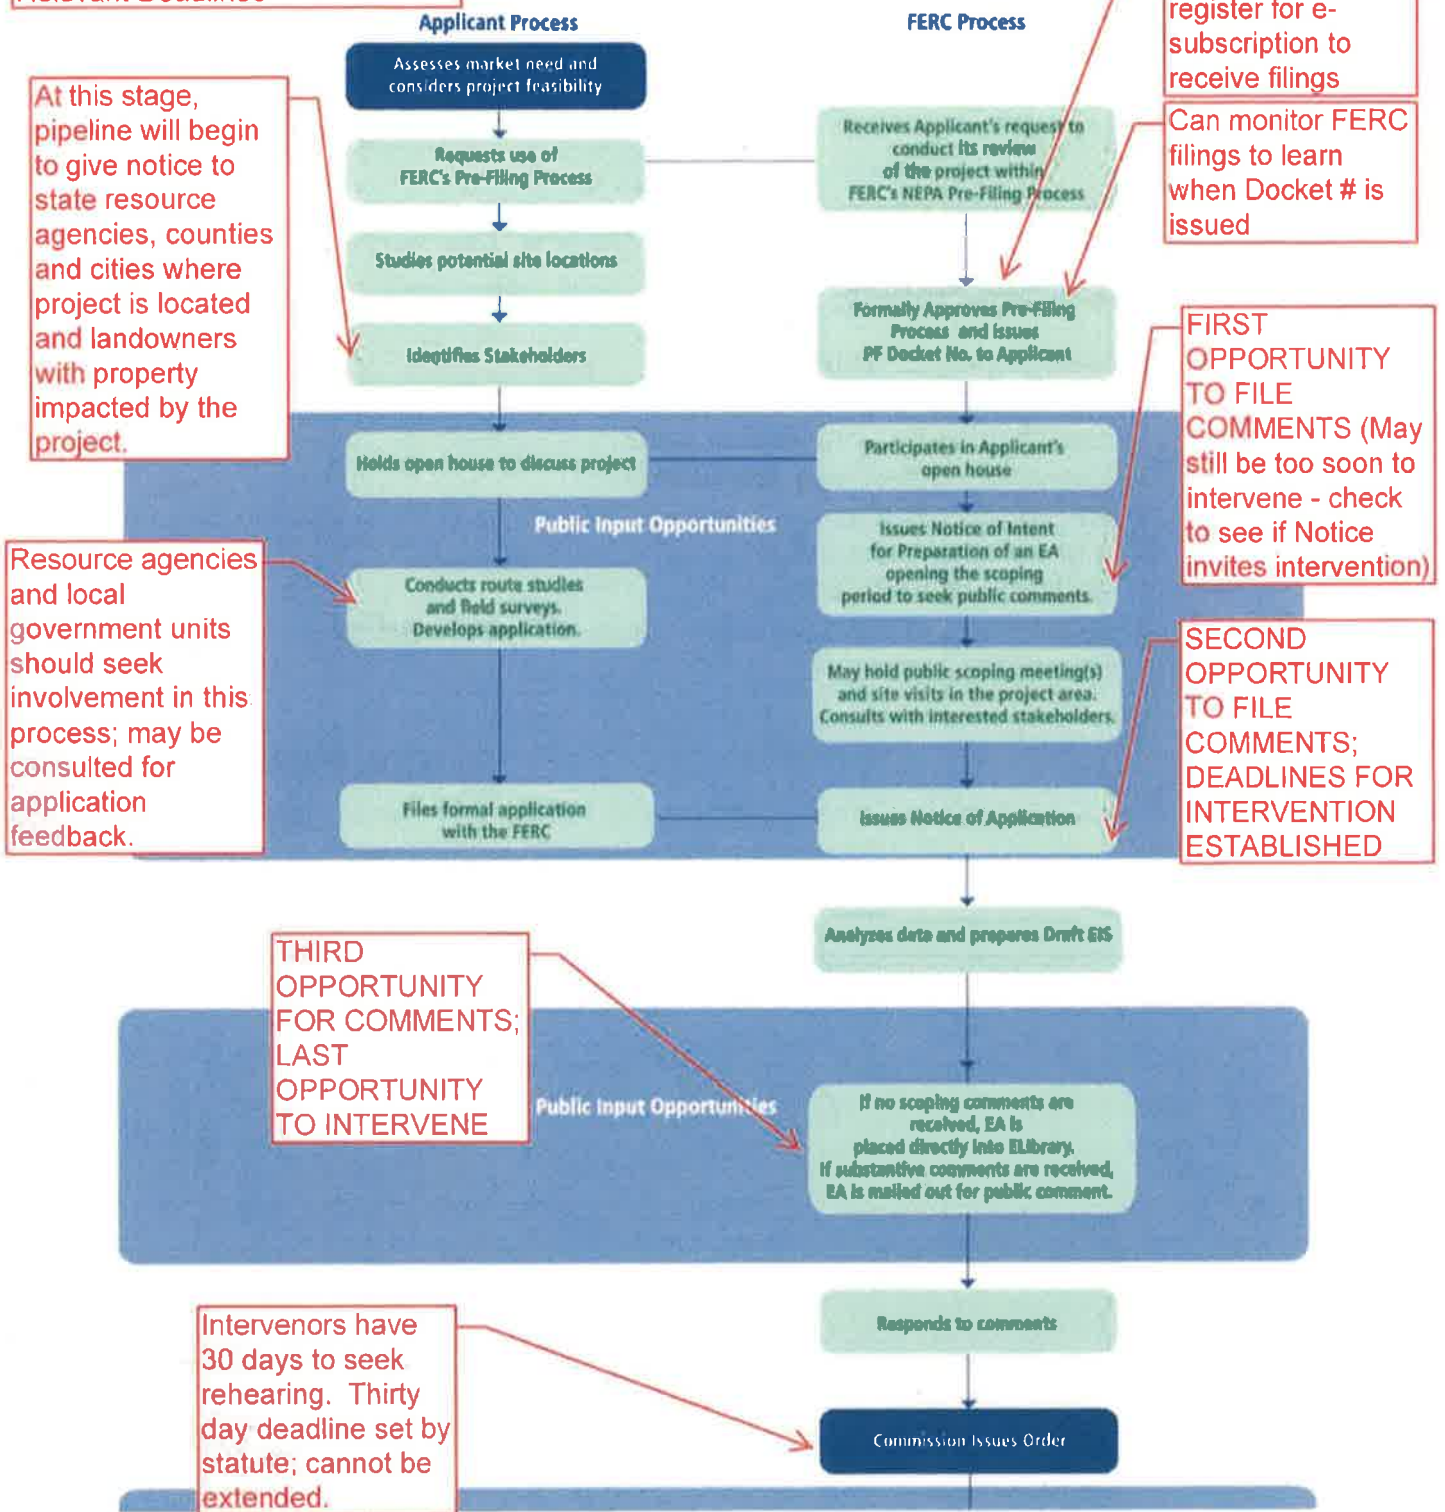 Relevant Deadlines
Applicant Process
FERC Process
register for e-
subscription to
receive filings
Assesses market need and
considers project feasibility
At this stage,
pipeline will begin
to give notice to
state resource
agencies, counties
and cities where
project is located
and landowners
with property
impacted by the
project.
Receives Applicant's request to
conduct its review
of the project within
FERC's NEPA Pre-Filing Process
Can monitor FERC
filings to learn
when Docket # is
issued
Requests use of
FERC's Pre-Filing Process
Studies potential site locations
Identifies Stakeholders
Formally Approves Pre-Filing
Process and Issues
PF Docket No. to Applicant
FIRST
OPPORTUNITY
TO FILE
COMMENTS (May
still be too soon to
intervene - check
to see if Notice
invites intervention)
Holds open house to discuss project
Participates in Applicant's
open house
Public Input Opportunities
Issues Notice of Intent
for Preparation of an EA
opening the scoping
period to seek public comments.
Resource agencies
and local
government units
should seek
involvement in this
process; may be
consulted for
application
feedback.
Conducts route studies
and field surveys.
Develops application.
May hold public scoping meeting(s)
and site visits in the project area.
Consults with interested stakeholders.
SECOND
OPPORTUNITY
TO FILE
COMMENTS;
DEADLINES FOR
INTERVENTION
ESTABLISHED
Files formal application
with the FERC
Issues Notice of Application
Analyzes data and prepares Draft EIS
THIRD
OPPORTUNITY
FOR COMMENTS;
LAST
OPPORTUNITY
TO INTERVENE
Public Input Opportunities
If no scoping comments are
received, EA is
placed directly into ELibrary.
If substantive comments are received,
EA is mailed out for public comment.
Responds to comments
Intervenors have
30 days to seek
rehearing. Thirty
day deadline set by
statute; cannot be
extended.
Commission Issues Order